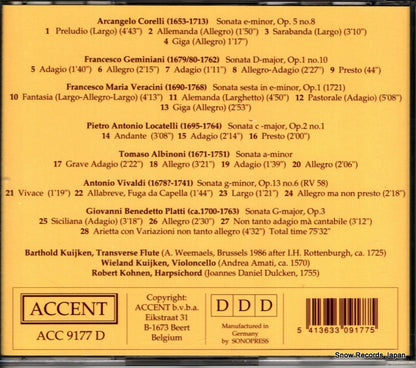 Arcangelo Corelli (1653-1713) Sonata e-minor, Op. 5 no.8
1 Preludio (Largo) (4'43") 2 Allemanda (Allegro) (1'50") 3 Sarabanda (Largo) (3'10")
4 Giga (Allegro) 1'17")
Francesco Geminiani (1679/80-1762) Sonata D-major, Op.1 no.10
5 Adagio (1'40") 6 Allegro (2'15") 7 Adagio (1'11") 8 Allegro-Adagio (2'27") 9 Presto (44")
Francesco Maria Veracini (1690-1768) Sonata sesta in e-minor, Op.1 (1721)
10 Fantasia (Largo-Allegro-Largo) (4'13") 11 Alemanda (Larghetto) (4'50") 12 Pastorale (Adagio) (5'08")
13 Giga (Allegro) (2'53")
Pietro Antonio Locatelli (1695-1764) Sonata c -major, Op.2 no.1
14 Andante (3'08") 15 Adagio (2'14") 16 Presto (2'00")
Tomaso Albinoni (1671-1751) Sonata a-minor
17 Grave Adagio (2'22") 18 Allegro (3'21") 19 Adagio (1'39") 20 Allegro (2'06")
Antonio Vivaldi (1678?-1741) Sonata g-minor, Op.13 no.6 (RV 58)
21 Vivace (1'19") 22 Allabreve, Fuga da Capella (1'44") 23 Largo (1'21") 24 Allegro ma non presto (2'18")
Giovanni Benedetto Platti (ca.1700-1763) Sonata G-major, Op.3
25 Siciliana (Adagio) (3'18") 26 Allegro (2'30") 27 Non tanto adagio mà cantabile (3'12")
28 Arietta con Variazioni non tanto allegro (4'32") Total time 75'32"
Barthold Kuijken, Transverse Flute (A. Weemaels, Brussels 1986 after I.H. Rottenburgh, ca. 1725)
Wieland Kuijken, Violoncello (Andrea Amati, ca. 1570)
Robert Kohnen, Harpsichord (Joannes Daniel Dulcken, 1755)
ACCENT
ACC 9177 D
Copyright:
ACCENT b.v.b.a.
Eikstraat 31
B-1673 Beert
Belgium
D D D
Manufactured in
Germany
by SONOPRESS
5 413633 091775
Snow Records Japan
www.snowrecords.jp